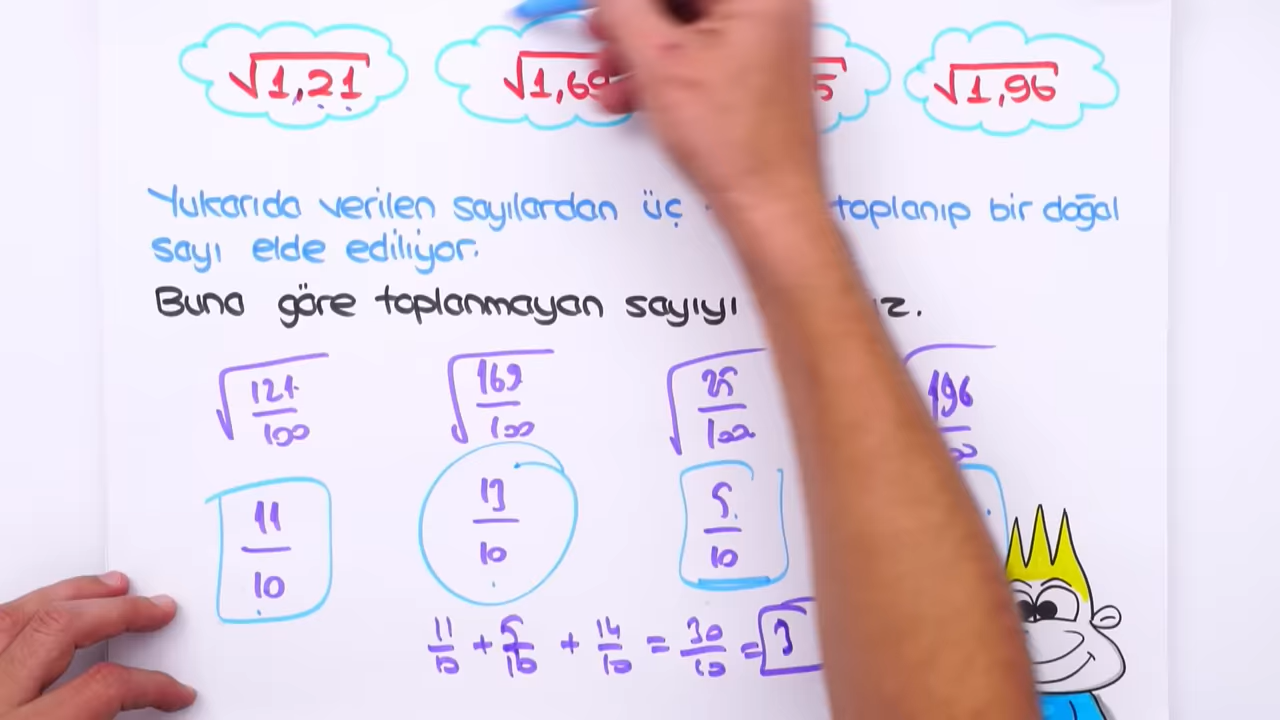 √1,21 √1,69 √1,96
Yukarıda verilen sayılardan üç toplanıp bir doğal
sayı elde ediliyor.
Buna göre toplanmayan sayıyı
√121/100 √169/100 √25/100 √196
11/10 13/10 5/10
11/10 + 5/10 + 14/10 = 30/10 = 3